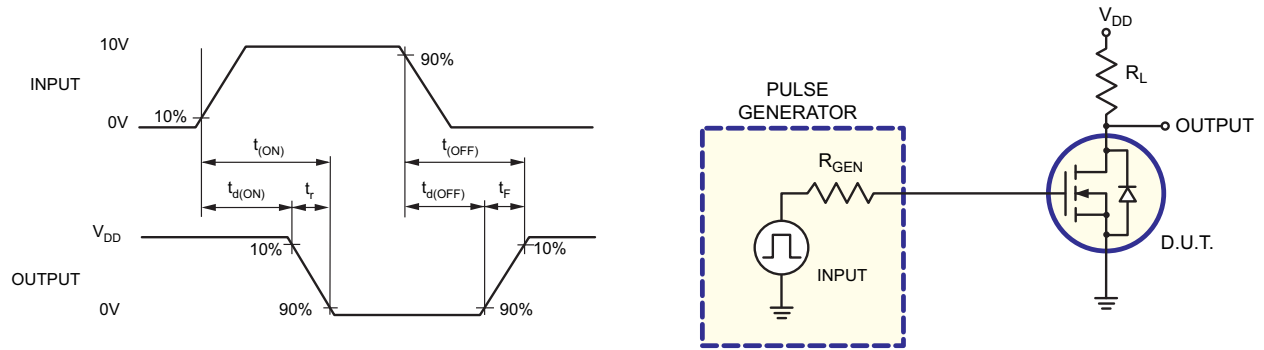 10V
INPUT
0V
10%
90%
t(ON)
t(OFF)
td(ON)
tr
td(OFF)
tF
VDD
OUTPUT
0V
10%
90%
90%
10%
PULSE
GENERATOR
RGEN
INPUT
VDD
RL
OUTPUT
D.U.T.